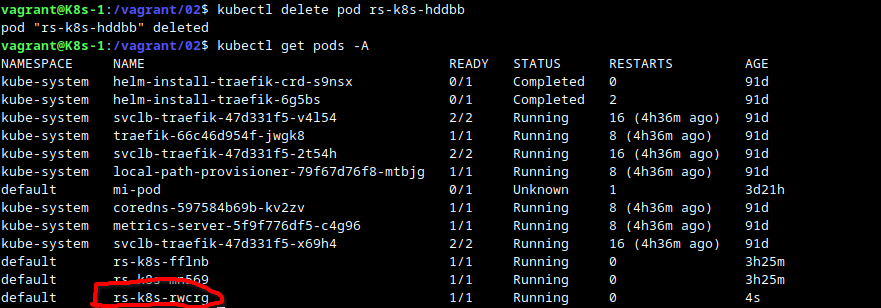 vagrant@K8s-1:/vagrant/02$ kubectl delete pod rs-k8s-hddbb
pod "rs-k8s-hddbb" deleted
vagrant@K8s-1:/vagrant/02$ kubectl get pods -A
NAMESPACE NAME READY STATUS RESTARTS AGE
kube-system helm-install-traefik-crd-s9nsx 0/1 Completed 0 91d
kube-system helm-install-traefik-6g5bs 0/1 Completed 2 91d
kube-system svclb-traefik-47d331f5-v4l54 2/2 Running 16 (4h36m ago) 91d
kube-system traefik-66c46d954f-jwgk8 1/1 Running 8 (4h36m ago) 91d
kube-system svclb-traefik-47d331f5-2t54h 2/2 Running 16 (4h36m ago) 91d
kube-system local-path-provisioner-79f67d76f8-mtbjg 1/1 Running 8 (4h36m ago) 91d
default mi-pod 0/1 Unknown 1 3d21h
kube-system coredns-597584b69b-kv2zv 1/1 Running 8 (4h36m ago) 91d
kube-system metrics-server-5f9f776df5-c4g96 1/1 Running 8 (4h36m ago) 91d
kube-system svclb-traefik-47d331f5-x69h4 2/2 Running 16 (4h36m ago) 91d
default rs-k8s-fflnb 1/1 Running 0 3h25m
default rs-k8s-mn569 1/1 Running 0 3h25m
default rs-k8s-rwcrg 1/1 Running 0 4s